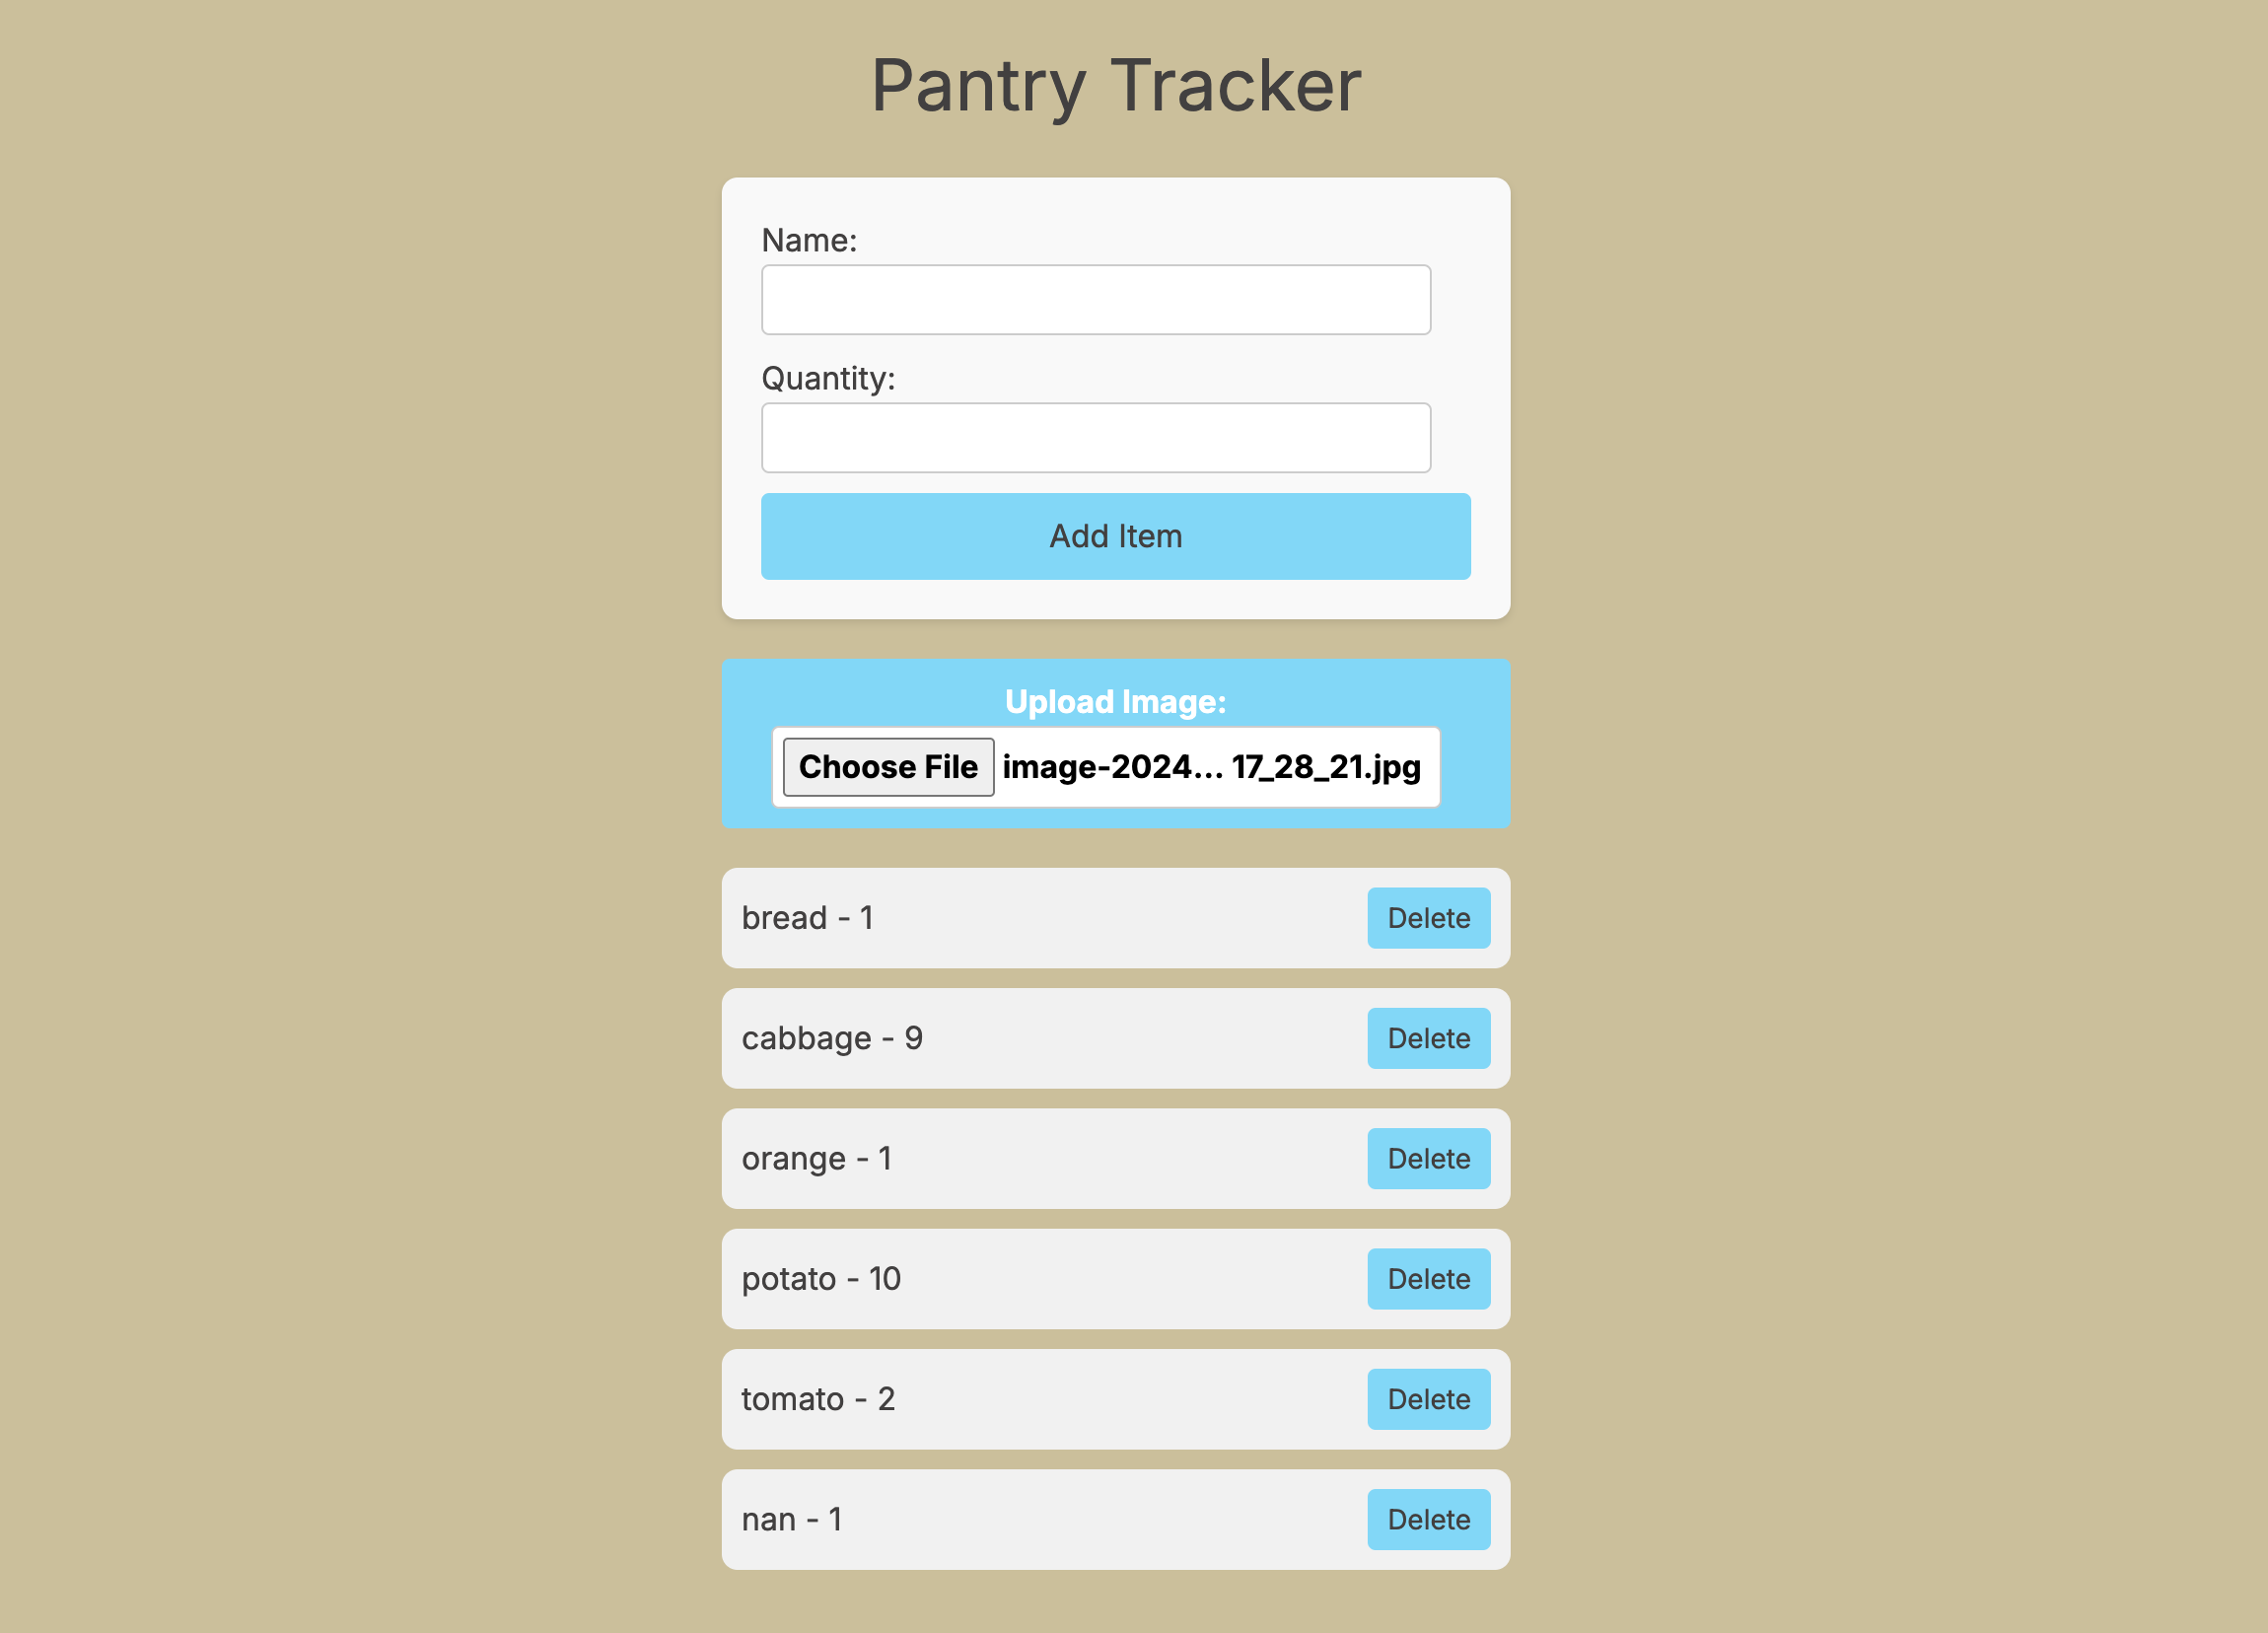 Pantry Tracker
Name:
Quantity:
Add Item
Upload Image:
Choose File image-2024... 17_28_21.jpg
bread - 1 Delete
cabbage - 9 Delete
orange - 1 Delete
potato - 10 Delete
tomato - 2 Delete
nan - 1 Delete